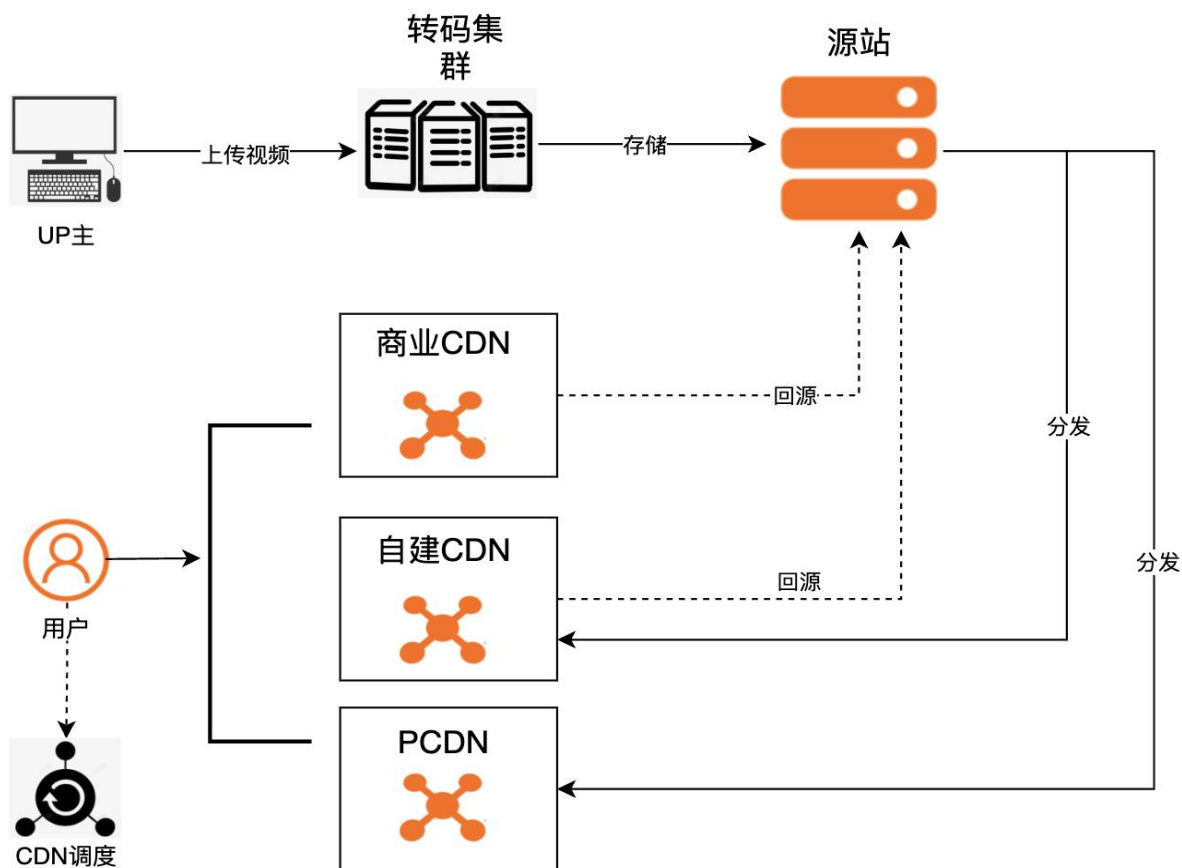 转码集
群
源站
上传视频
存储
UP主
商业CDN
回源
分发
自建CDN
回源
分发
用户
PCDN
CDN调度